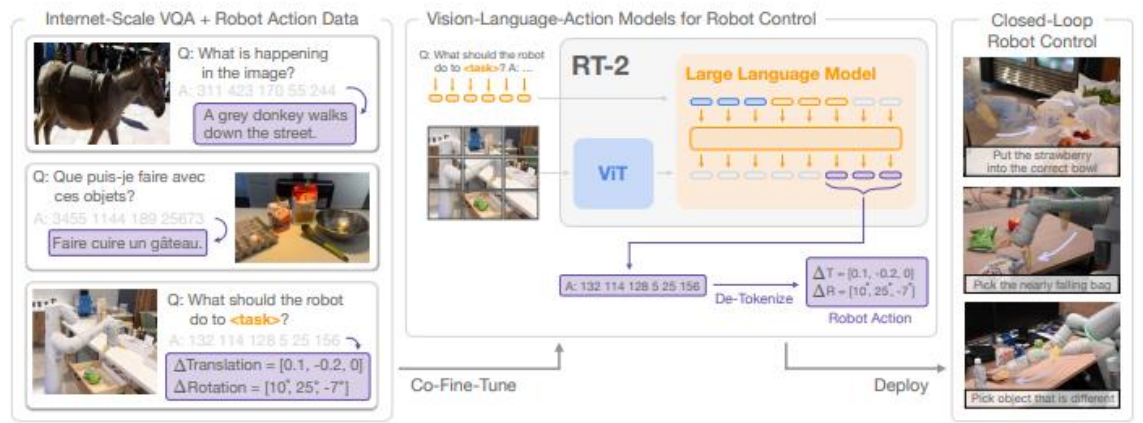 Internet-Scale VQA + Robot Action Data
Q: What is happening
in the image?
A: 311 423 170 55 244
A grey donkey walks
down the street.
Q: Que puis-je faire avec
ces objets?
A: 3455 1144 189 25673
Faire cuire un gâteau.
Q: What should the robot
do to <task>?
A: 132 114 128 5 25 156
ΔTranslation = [0.1, -0.2, 0]
ΔRotation = [10°, 25°, -7°]
Co-Fine-Tune
Vision-Language-Action Models for Robot Control
Q: What should the robot
do to <task>? A: ...
RT-2
Large Language Model
ViT
A: 132 114 128 5 25 156
De-Tokenize
ΔT = [0.1, -0.2, 0]
ΔR = [10°, 25°, -7°]
Robot Action
Deploy
Closed-Loop
Robot Control
Put the strawberry
into the correct bowl
Pick the nearly falling bag
Pick object that is different